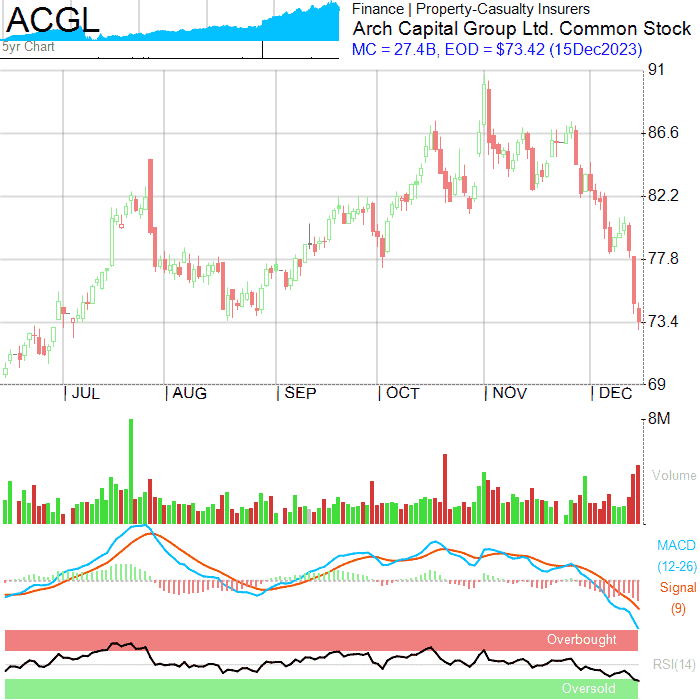 ACGL
5yr Chart
Finance | Property-Casualty Insurers
Arch Capital Group Ltd. Common Stock
MC = 27.4B, EOD = $73.42 (15Dec2023)
91
86.6
82.2
77.8
73.4
69
| JUL | AUG | SEP | OCT | NOV | DEC
8M
Volume
MACD
(12-26)
Signal
(9)
Overbought
RSI(14)
Oversold